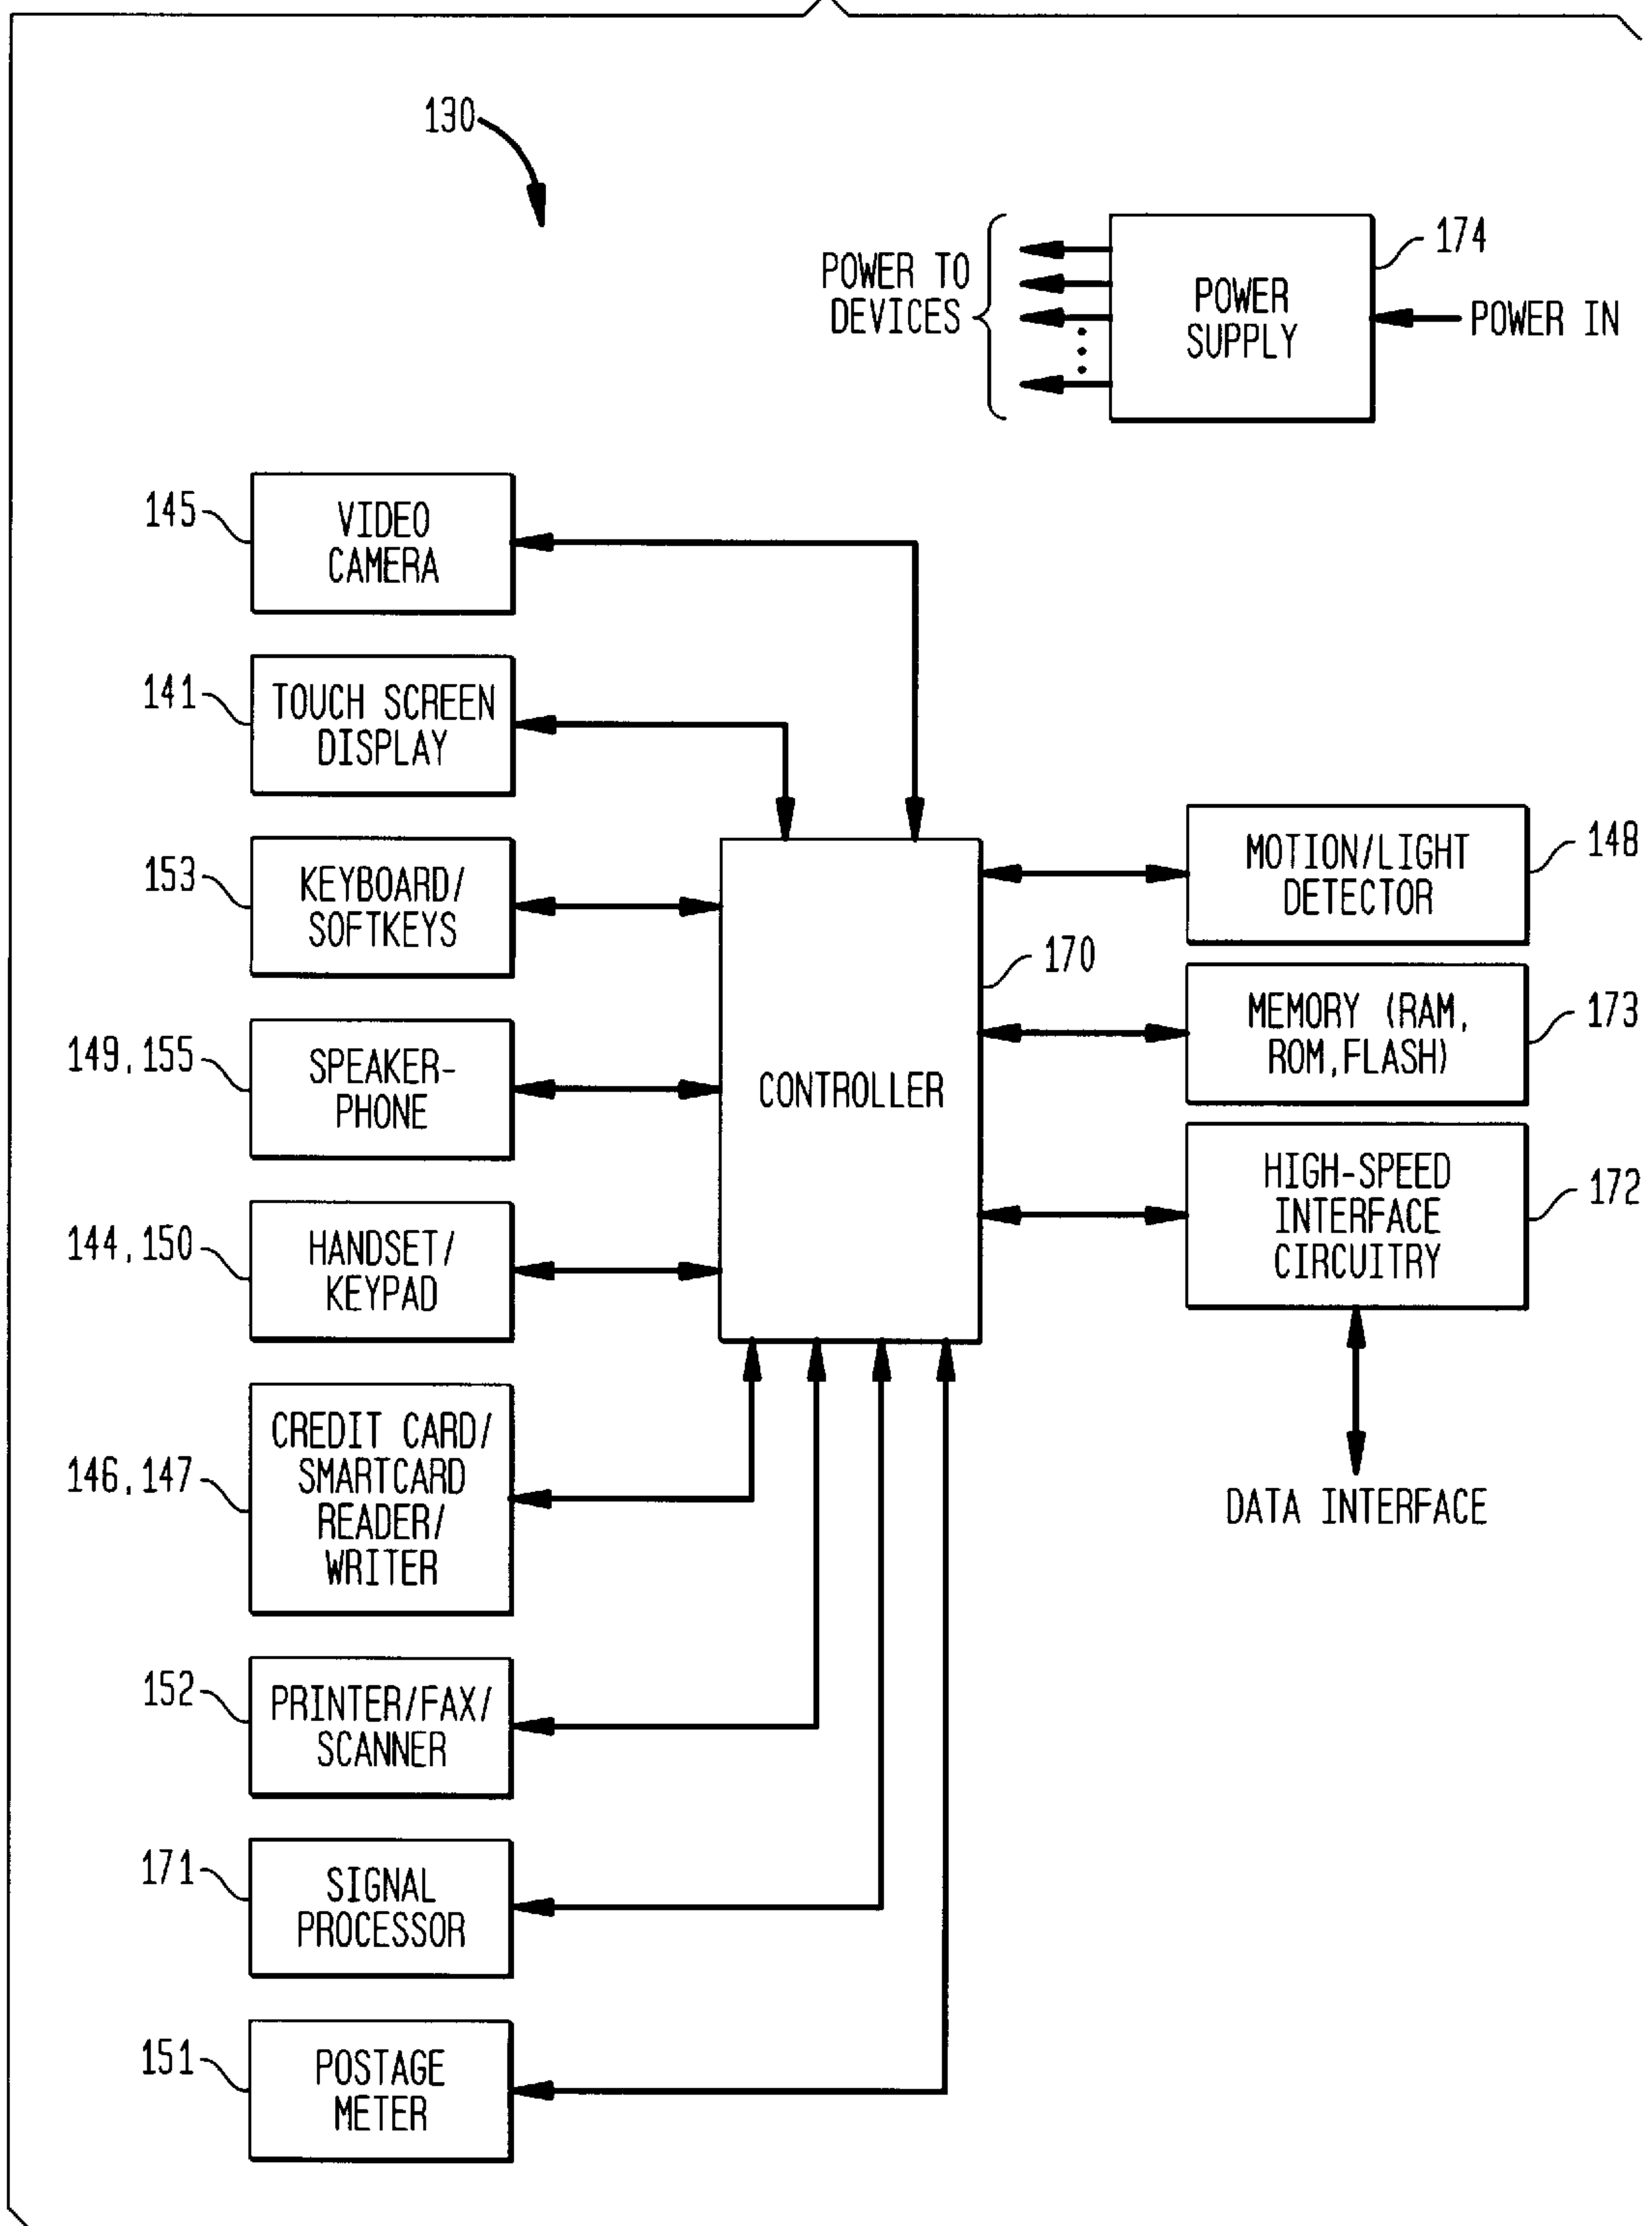 130
174
POWER TO
DEVICES
POWER
SUPPLY
POWER IN
145
VIDEO
CAMERA
141
TOUCH SCREEN
DISPLAY
153
KEYBOARD/
SOFTKEYS
149,155
SPEAKER-
PHONE
144,150
HANDSET/
KEYPAD
146,147
CREDIT CARD/
SMARTCARD
READER/
WRITER
152
PRINTER/FAX/
SCANNER
171
SIGNAL
PROCESSOR
151
POSTAGE
METER
170
CONTROLLER
MOTION/LIGHT
DETECTOR
148
MEMORY (RAM,
ROM,FLASH)
173
HIGH-SPEED
INTERFACE
CIRCUITRY
172
DATA INTERFACE